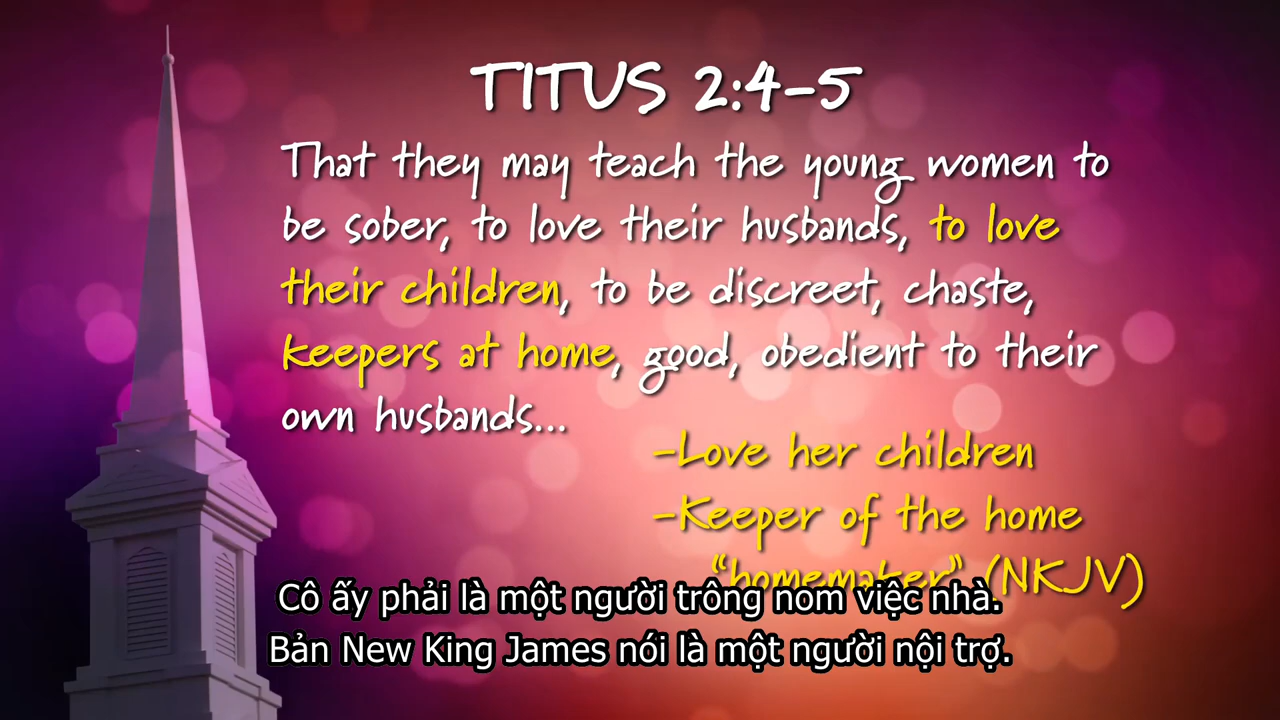 TITUS 2:4-5
That they may teach the young women to
be sober, to love their husbands, to love
their children, to be discreet, chaste,
keepers at home, good, obedient to their
own husbands...
-Love her children
-Keeper of the home
"homemaker" (NKJV)
Cô ấy phải là một người trông nom việc nhà.
Bản New King James nói là một người nội trợ.